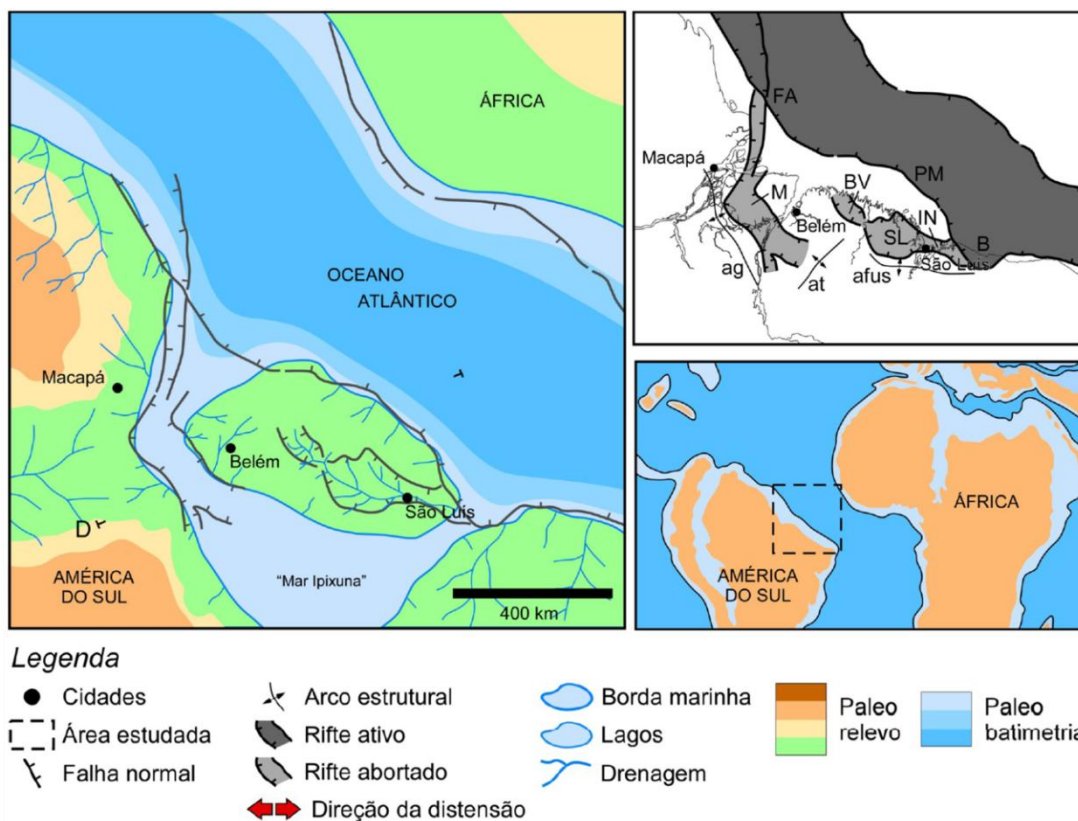 ÁFRICA
OCEANO
ATLÂNTICO
Macapá
Belém
São Luís
D
AMÉRICA
DO SUL
"Mar Ipixuna"
400 km
FA
Macapá
PM
M
BV
Belém
IN
SL
B
São Luís
ag
at
afus
ÁFRICA
AMÉRICA
DO SUL
Legenda
Cidades
Área estudada
Falha normal
Arco estrutural
Rifte ativo
Rifte abortado
Direção da distensão
Borda marinha
Lagos
Drenagem
Paleo
relevo
Paleo
batimetria